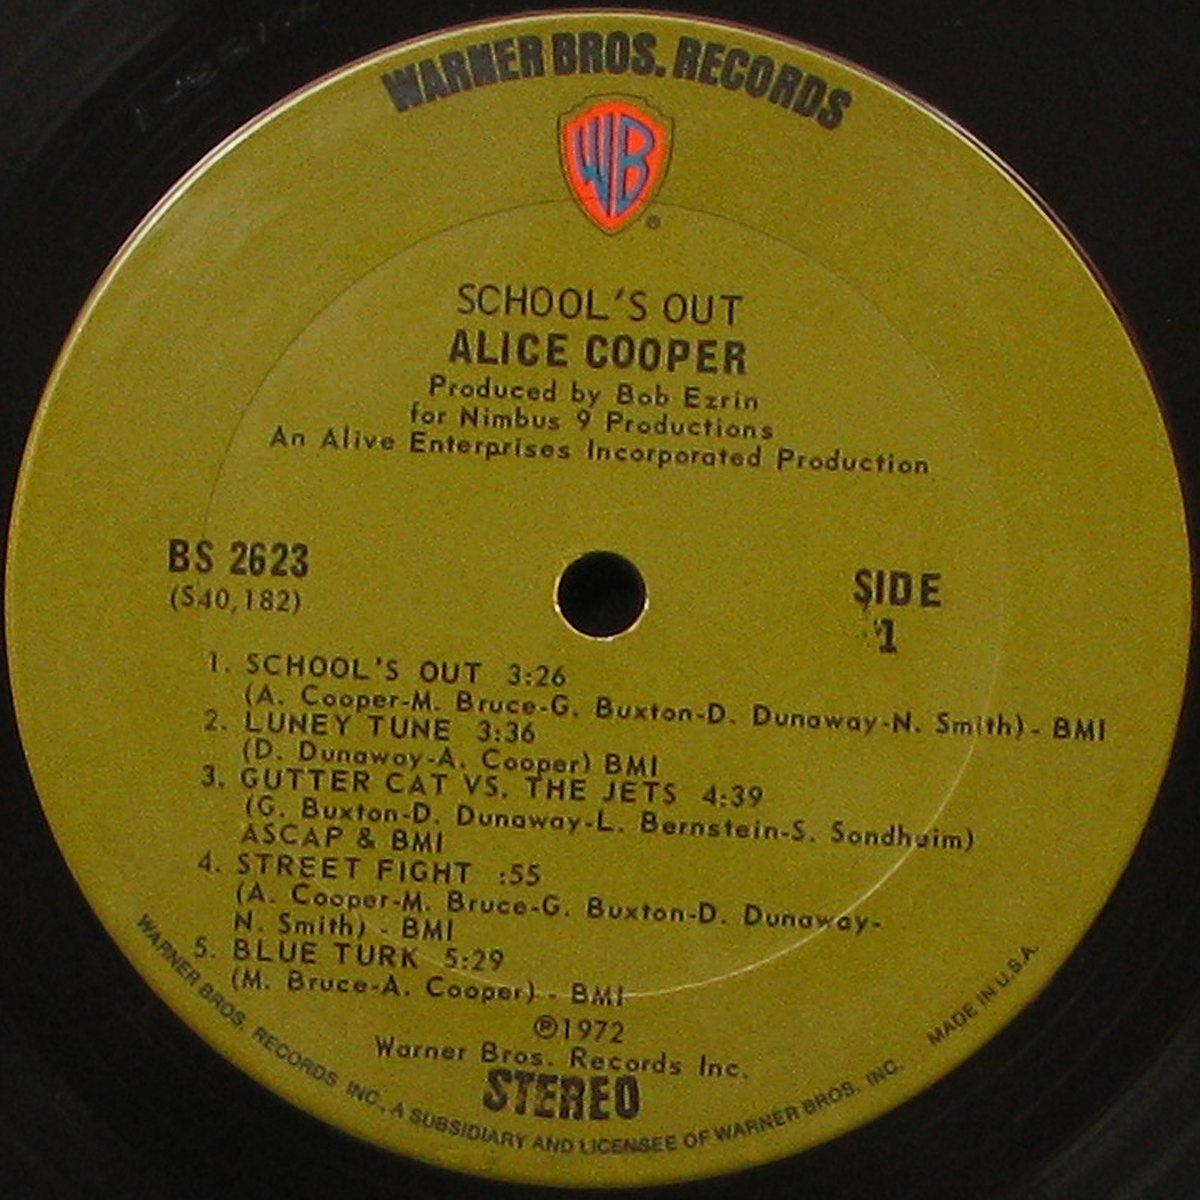 WARNER BROS. RECORDS
WB
®
SCHOOL'S OUT
ALICE COOPER
Produced by Bob Ezrin
for Nimbus 9 Productions
An Alive Enterprises Incorporated Production
BS 2623
(S40,182)
SIDE
1
1. SCHOOL'S OUT 3:26
(A. Cooper-M. Bruce-G. Buxton-D. Dunaway-N. Smith) - BMI
2. LUNEY TUNE 3:36
(D. Dunaway-A. Cooper) BMI
3. GUTTER CAT VS. THE JETS 4:39
(G. Buxton-D. Dunaway-L. Bernstein-S. Sondheim)
ASCAP & BMI
4. STREET FIGHT :55
(A. Cooper-M. Bruce-G. Buxton-D. Dunaway-
N. Smith) - BMI
5. BLUE TURK 5:29
(M. Bruce-A. Cooper) - BMI
℗1972
Warner Bros. Records Inc.
STEREO
WARNER BROS. RECORDS INC., A SUBSIDIARY AND LICENSEE OF WARNER BROS. INC. MADE IN U.S.A.